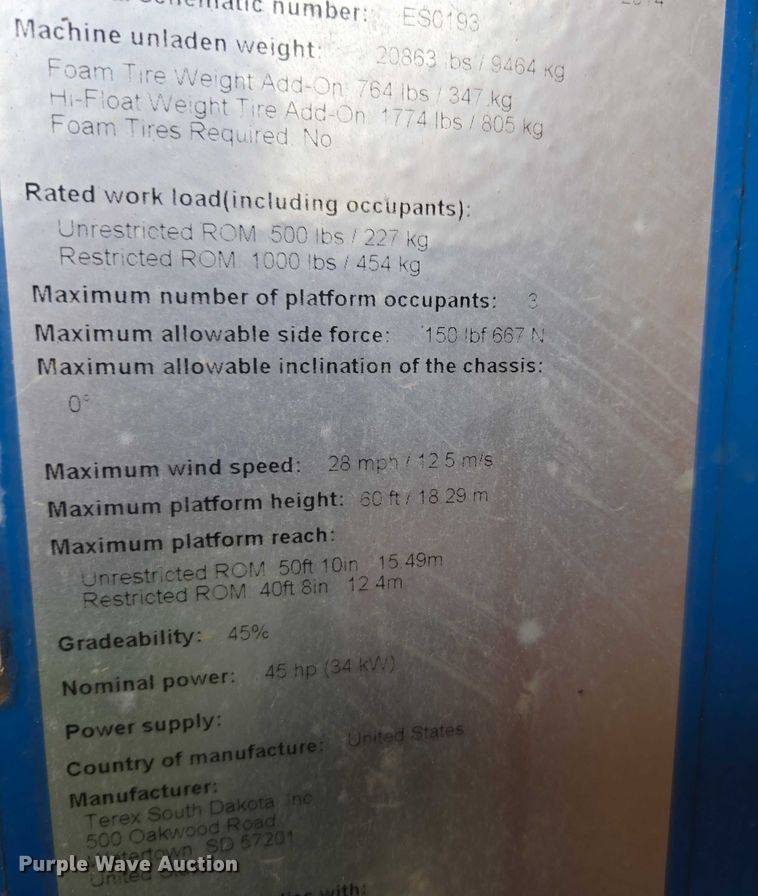 Schematic number: ES0193
Machine unladen weight: 20863 lbs / 9464 kg
Foam Tire Weight Add-On: 764 lbs / 347 kg
Hi-Float Weight Tire Add-On: 1774 lbs / 805 kg
Foam Tires Required: No
Rated work load(including occupants):
Unrestricted ROM: 500 lbs / 227 kg
Restricted ROM: 1000 lbs / 454 kg
Maximum number of platform occupants: 3
Maximum allowable side force: 150 lbf 667 N
Maximum allowable inclination of the chassis:
0°
Maximum wind speed: 28 mph / 12.5 m/s
Maximum platform height: 60 ft / 18.29 m
Maximum platform reach:
Unrestricted ROM: 50ft 10in 15.49m
Restricted ROM: 40ft 8in 12.4m
Gradeability: 45%
Nominal power: 45 hp (34 kW)
Power supply:
Country of manufacture: United States
Manufacturer:
Terex South Dakota, Inc
500 Oakwood Road
Watertown, SD 57201
United
Purple Wave Auction
with: